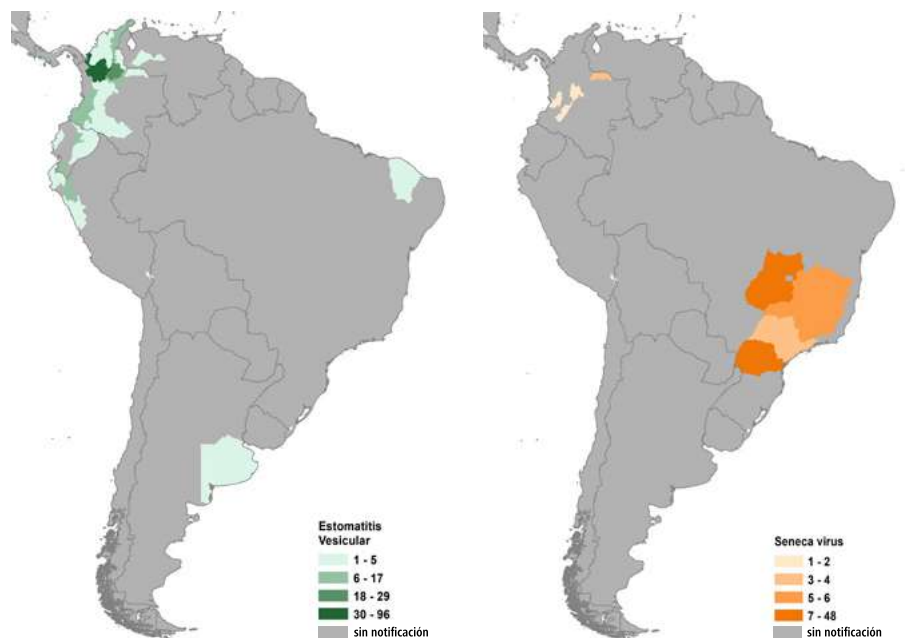 Estomatitis
Vesicular
1 - 5
6 - 17
18 - 29
30 - 96
sin notificación
Seneca virus
1 - 2
3 - 4
5 - 6
7 - 48
sin notificación